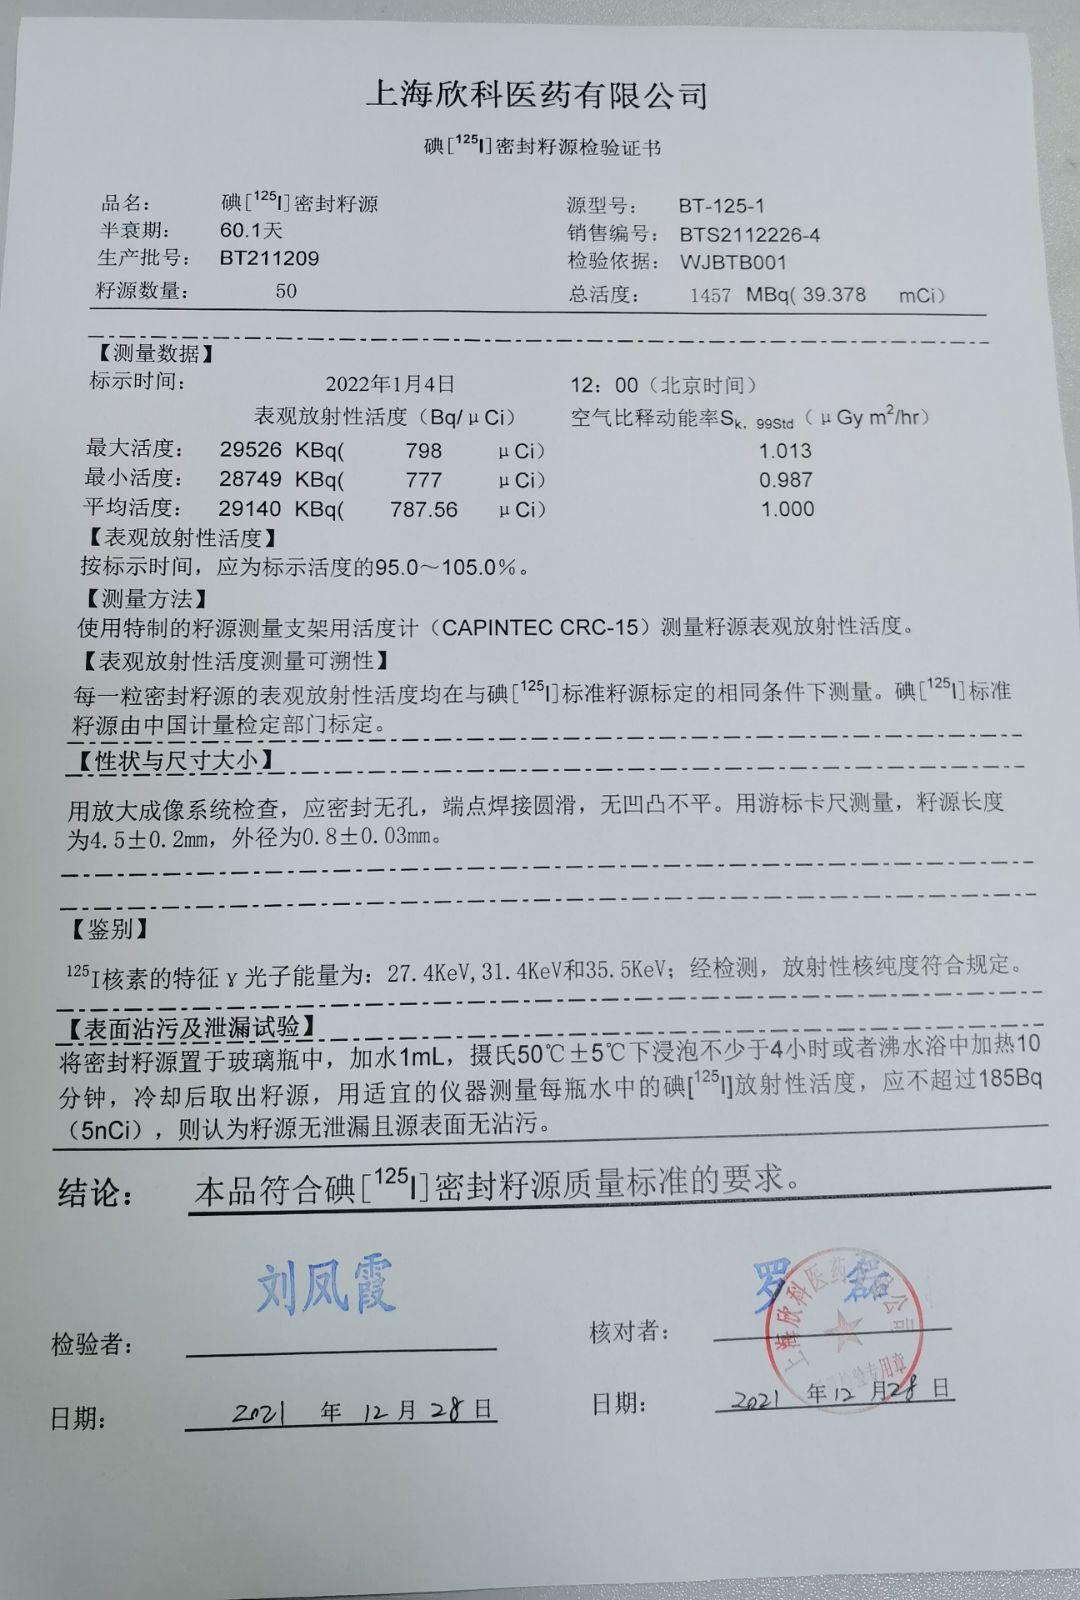 上海欣科医药有限公司
碘[¹²⁵I]密封籽源检验证书
品名： 碘[¹²⁵I]密封籽源 源型号： BT-125-1
半衰期： 60.1天 销售编号： BTS2112226-4
生产批号： BT211209 检验依据： WJBTB001
籽源数量： 50 总活度： 1457 MBq( 39.378 mCi）
【测量数据】
标示时间： 2022年1月4日 12：00（北京时间）
表观放射性活度（Bq/μCi） 空气比释动能率Sₖ，99Std（μGy m²/hr）
最大活度： 29526 KBq( 798 μCi） 1.013
最小活度： 28749 KBq( 777 μCi） 0.987
平均活度： 29140 KBq( 787.56 μCi） 1.000
【表观放射性活度】
按标示时间，应为标示活度的95.0～105.0%。
【测量方法】
使用特制的籽源测量支架用活度计（CAPINTEC CRC-15）测量籽源表观放射性活度。
【表观放射性活度测量可溯性】
每一粒密封籽源的表观放射性活度均在与碘[¹²⁵I]标准籽源标定的相同条件下测量。碘[¹²⁵I]标准
籽源由中国计量检定部门标定。
【性状与尺寸大小】
用放大成像系统检查，应密封无孔，端点焊接圆滑，无凹凸不平。用游标卡尺测量，籽源长度
为4.5±0.2mm，外径为0.8±0.03mm。
【鉴别】
¹²⁵I核素的特征γ光子能量为：27.4KeV,31.4KeV和35.5KeV；经检测，放射性核纯度符合规定。
【表面沾污及泄漏试验】
将密封籽源置于玻璃瓶中，加水1mL，摄氏50℃±5℃下浸泡不少于4小时或者沸水浴中加热10
分钟，冷却后取出籽源，用适宜的仪器测量每瓶水中的碘[¹²⁵I]放射性活度，应不超过185Bq
（5nCi），则认为籽源无泄漏且源表面无沾污。
结论： 本品符合碘[¹²⁵I]密封籽源质量标准的要求。
刘凤霞 罗 磊
检验者： 核对者：
上海欣科医药有限公司
检验专用章
日期： 2021 年 12 月 28 日 日期： 2021 年 12 月 28 日